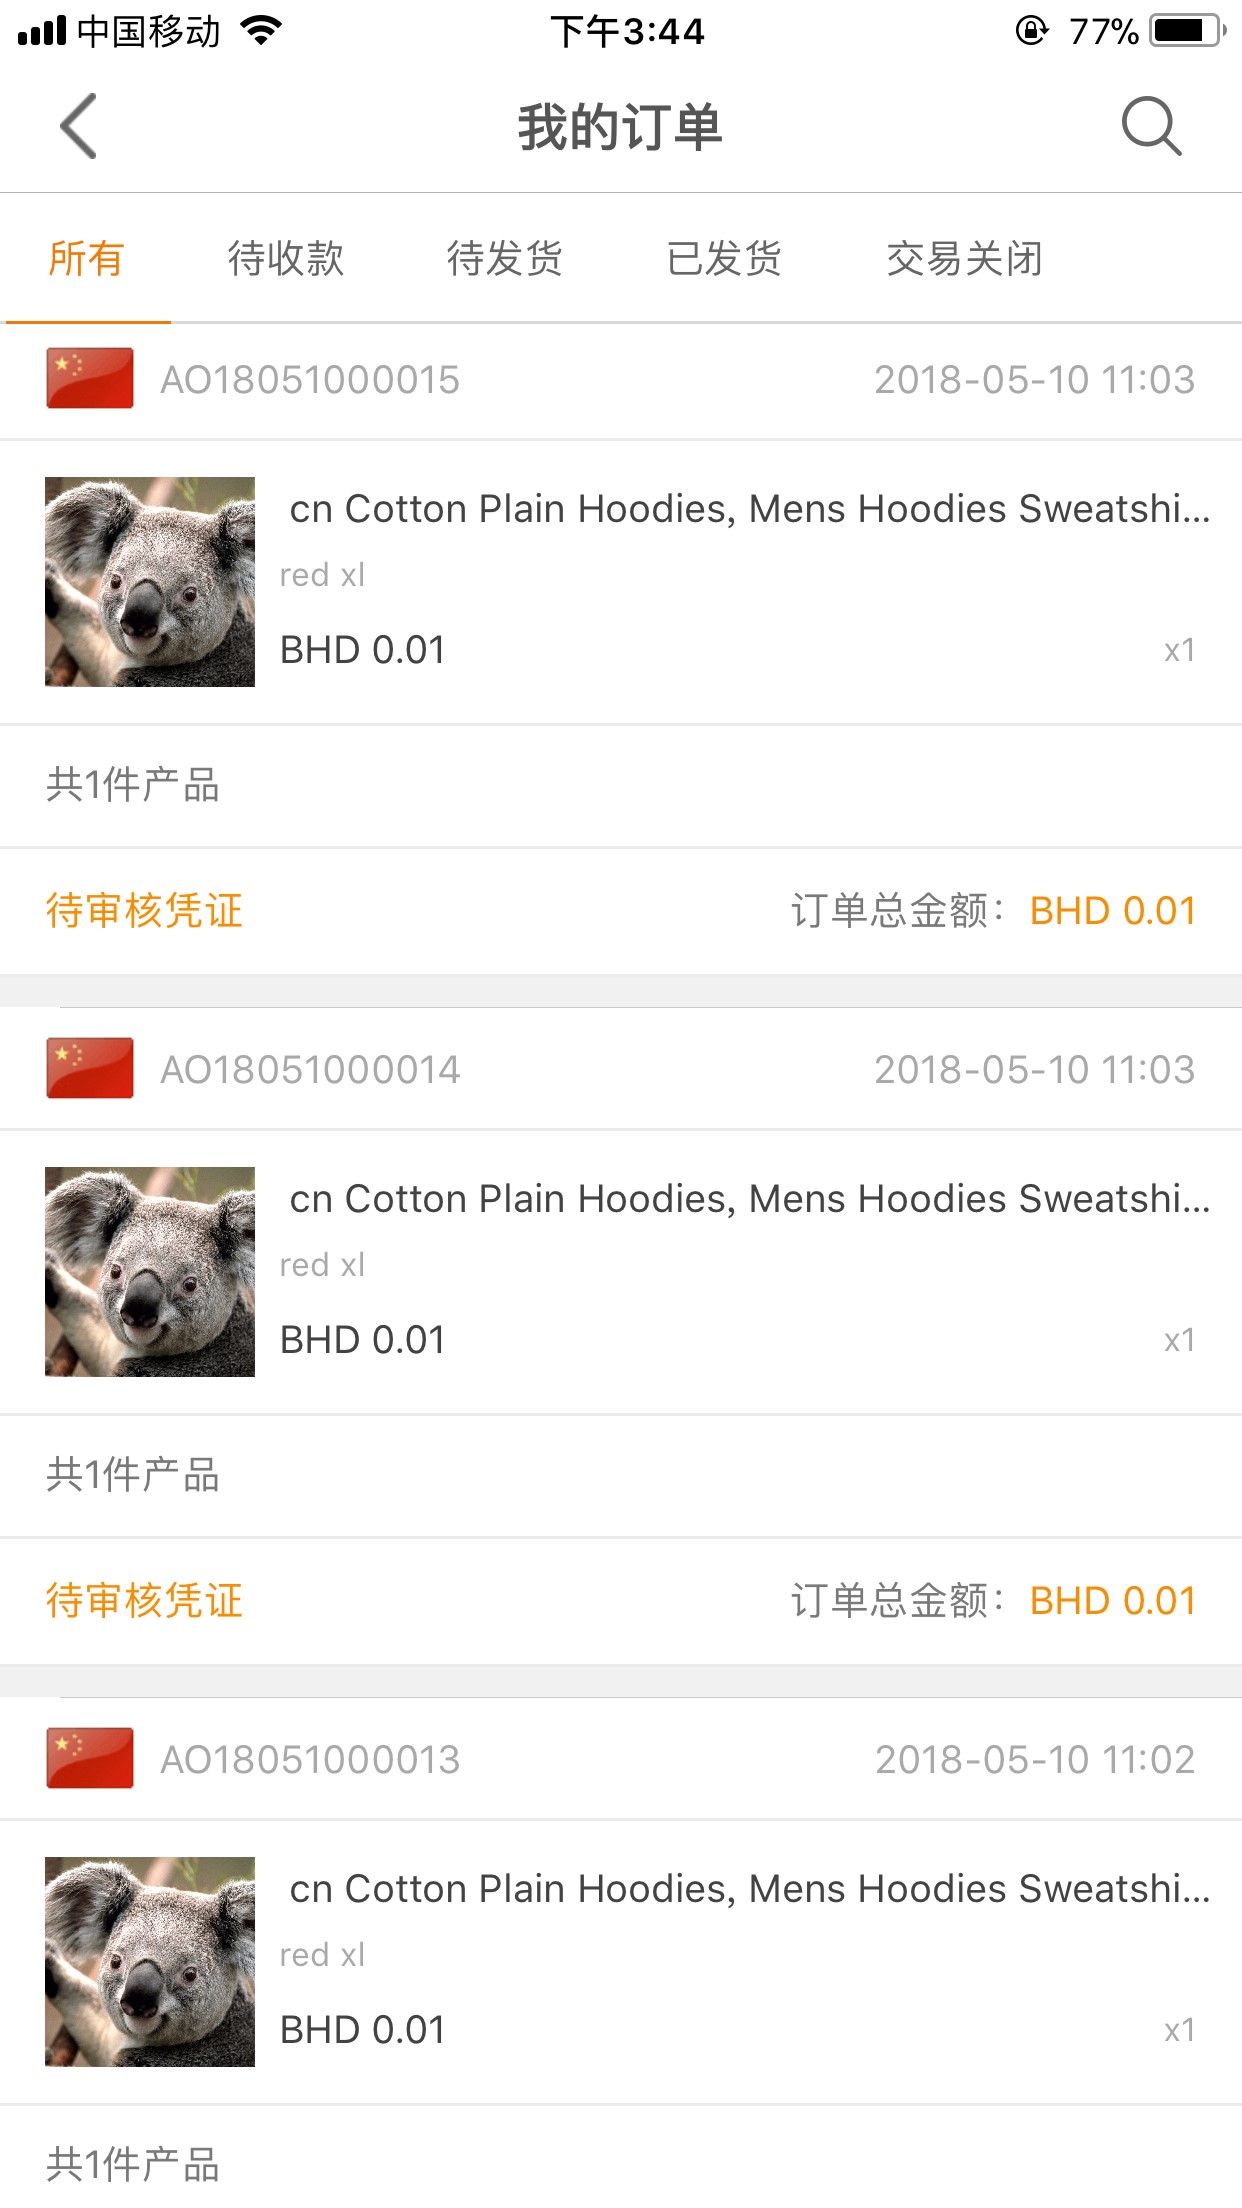 中国移动 下午3:44 77%
我的订单
所有 待收款 待发货 已发货 交易关闭
AO18051000015 2018-05-10 11:03
cn Cotton Plain Hoodies, Mens Hoodies Sweatshi...
red xl
BHD 0.01 x1
共1件产品
待审核凭证 订单总金额： BHD 0.01
AO18051000014 2018-05-10 11:03
cn Cotton Plain Hoodies, Mens Hoodies Sweatshi...
red xl
BHD 0.01 x1
共1件产品
待审核凭证 订单总金额： BHD 0.01
AO18051000013 2018-05-10 11:02
cn Cotton Plain Hoodies, Mens Hoodies Sweatshi...
red xl
BHD 0.01 x1
共1件产品